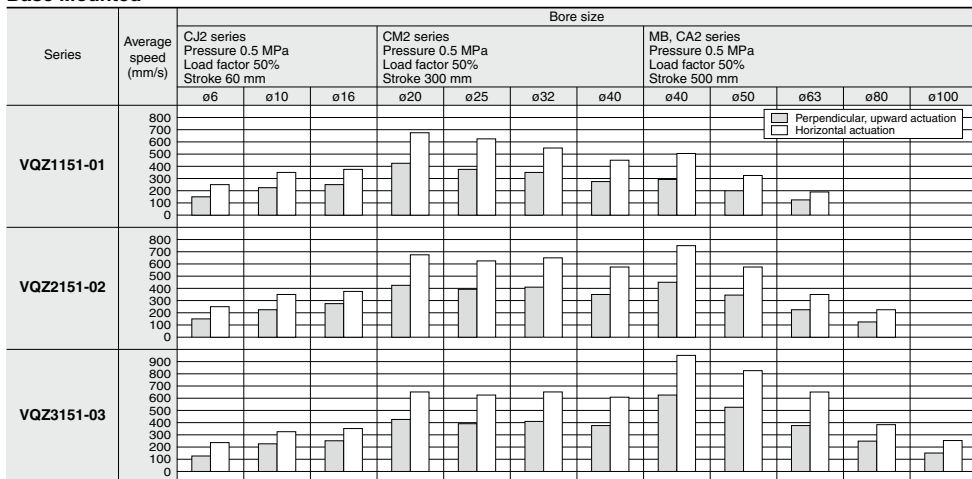 Bore size
Series
Average
speed
(mm/s)
CJ2 series
Pressure 0.5 MPa
Load factor 50%
Stroke 60 mm
CM2 series
Pressure 0.5 MPa
Load factor 50%
Stroke 300 mm
MB, CA2 series
Pressure 0.5 MPa
Load factor 50%
Stroke 500 mm
ø6 ø10 ø16 ø20 ø25 ø32 ø40 ø40 ø50 ø63 ø80 ø100
Perpendicular, upward actuation
Horizontal actuation
VQZ1151-01
800
700
600
500
400
300
200
100
0
VQZ2151-02
800
700
600
500
400
300
200
100
0
VQZ3151-03
900
800
700
600
500
400
300
200
100
0